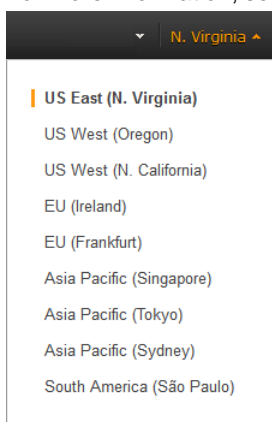 N. Virginia
US East (N. Virginia)
US West (Oregon)
US West (N. California)
EU (Ireland)
EU (Frankfurt)
Asia Pacific (Singapore)
Asia Pacific (Tokyo)
Asia Pacific (Sydney)
South America (São Paulo)